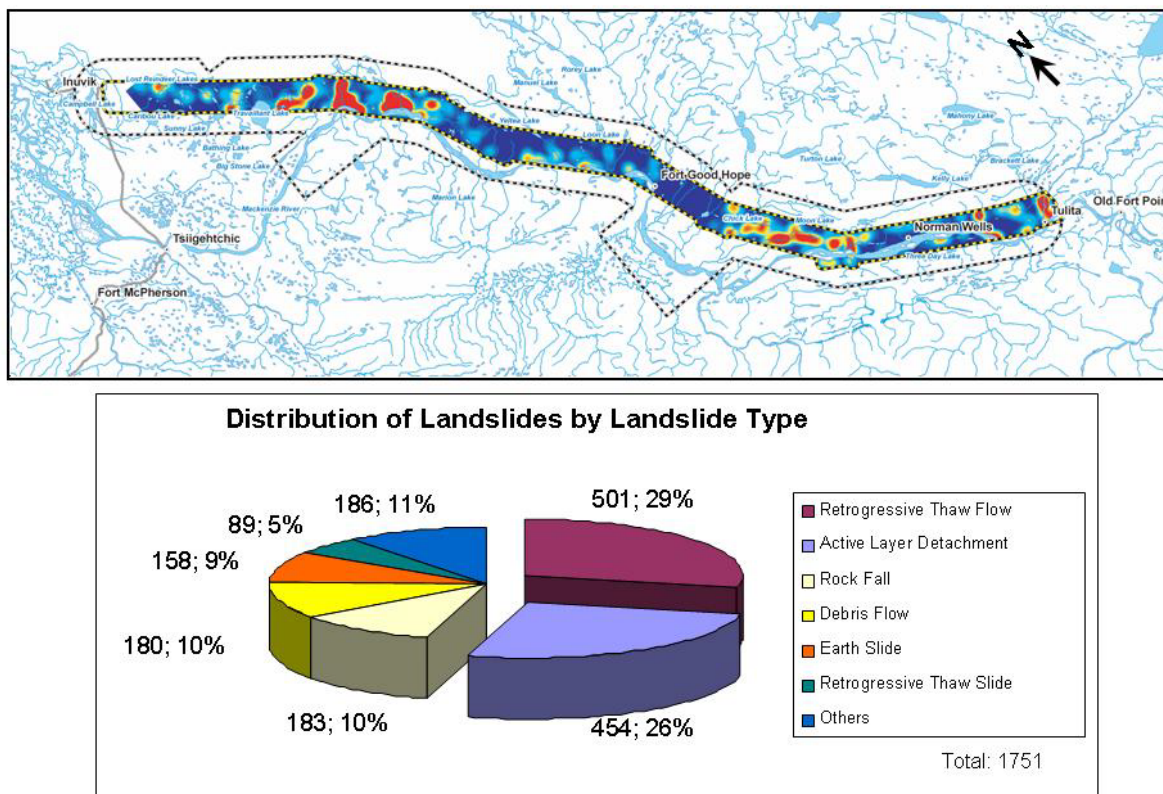 N
Inuvik
Lost Reindeer Lakes
Campbell Lake
Caribou Lake
Sunny Lake
Travaillant Lake
Bathing Lake
Big Stone Lake
Mackenzie River
Tsiigehtchic
Fort McPherson
Manuel Lake
Rorey Lake
Yeltea Lake
Loon Lake
Marion Lake
Fort Good Hope
Turton Lake
Mahony Lake
Kelly Lake
Brackett Lake
Chick Lake
Moon Lake
Norman Wells
Three Day Lake
Tulita
Old Fort Poin
Distribution of Landslides by Landslide Type
186; 11%
501; 29%
89; 5%
158; 9%
180; 10%
183; 10%
454; 26%
Retrogressive Thaw Flow
Active Layer Detachment
Rock Fall
Debris Flow
Earth Slide
Retrogressive Thaw Slide
Others
Total: 1751